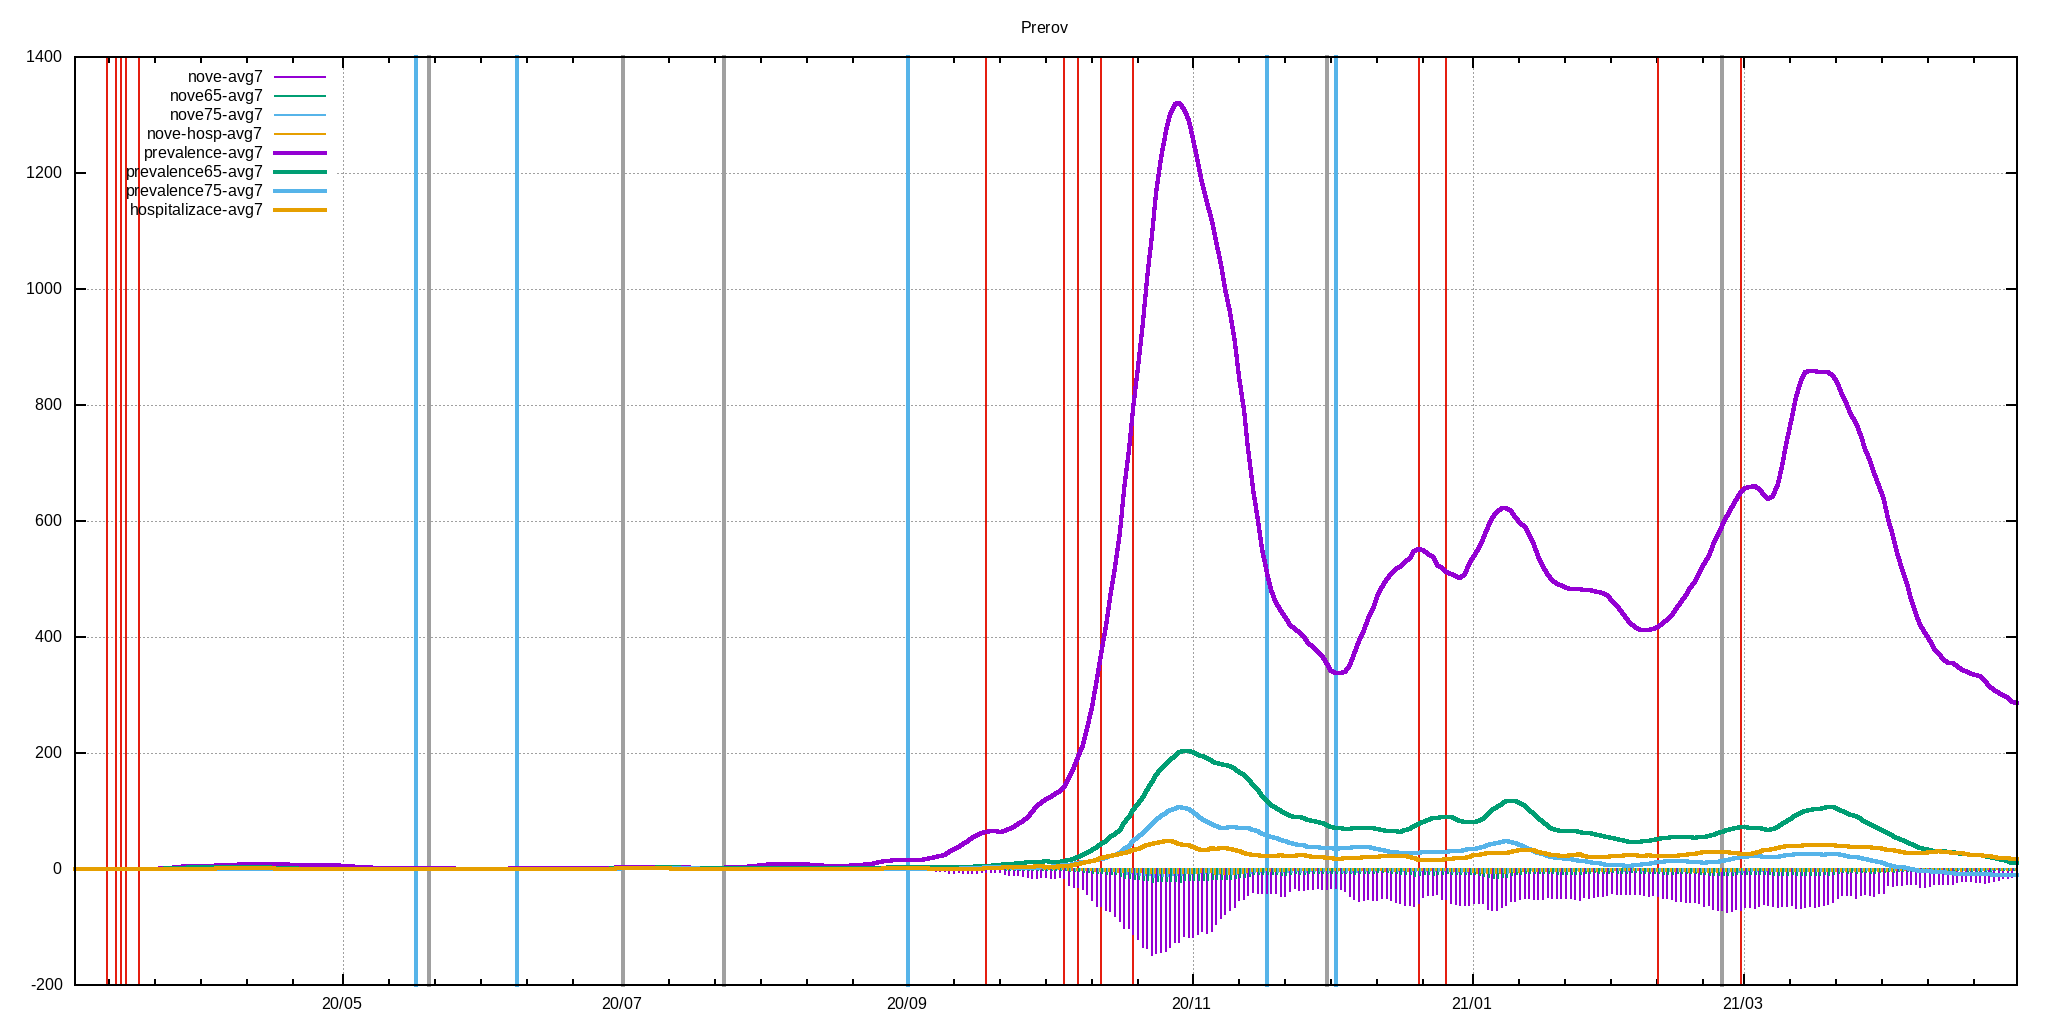 Prerov
1400
1200
1000
800
600
400
200
0
-200
nove-avg7
nove65-avg7
nove75-avg7
nove-hosp-avg7
prevalence-avg7
prevalence65-avg7
prevalence75-avg7
hospitalizace-avg7
20/05 20/07 20/09 20/11 21/01 21/03